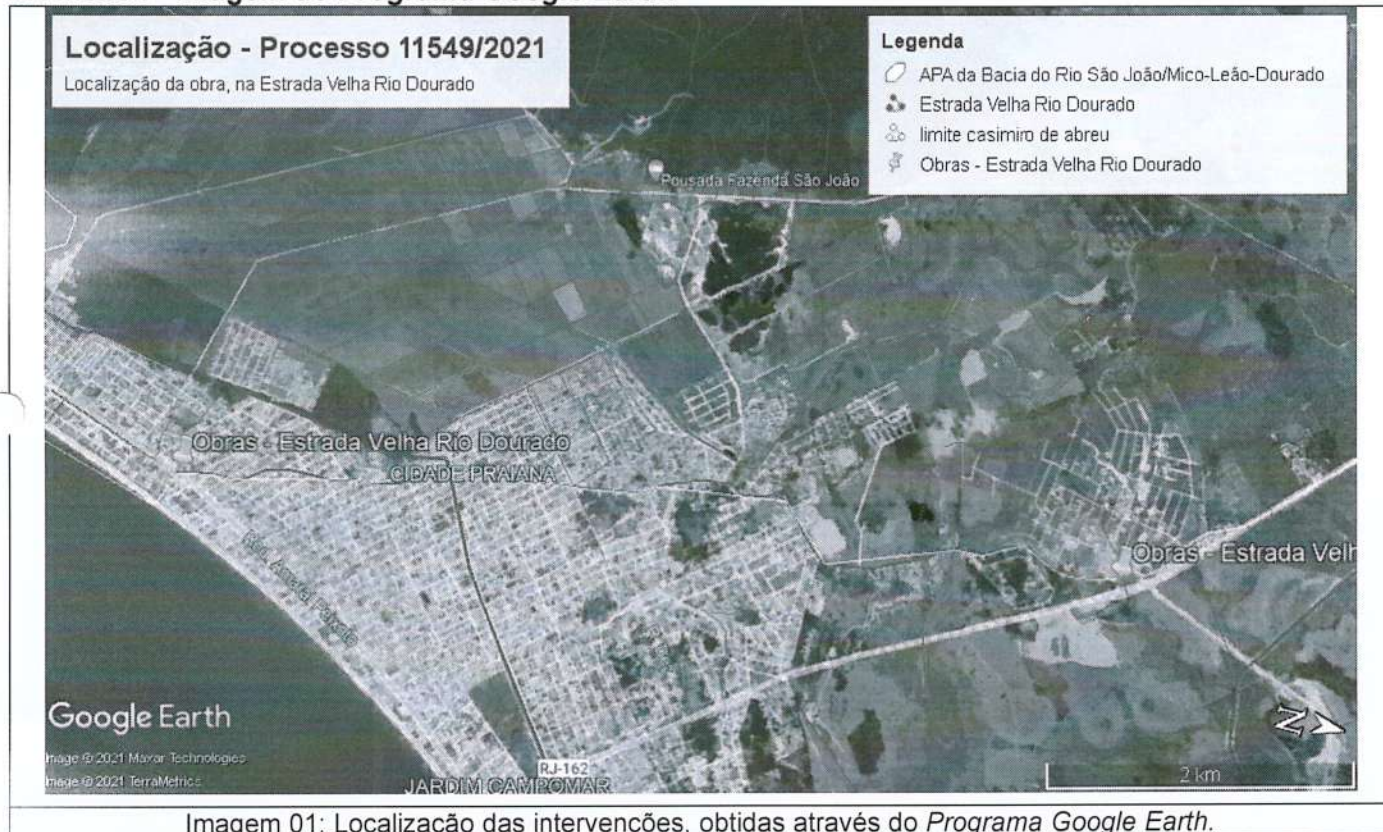 Localização - Processo 11549/2021
Localização da obra, na Estrada Velha Rio Dourado
Legenda
APA da Bacia do Rio São João/Mico-Leão-Dourado
Estrada Velha Rio Dourado
limite casimiro de abreu
Obras - Estrada Velha Rio Dourado
Pousada Fazenda São João
Obras - Estrada Velha Rio Dourado
CIDADE PRAIANA
Obras - Estrada Velh
Rod. Amaral Peixoto
Google Earth
Image © 2021 Maxar Technologies
Image © 2021 TerraMetrics
RJ-162
JARDIM CAMPOMAR
N
2 km
Imagem 01: Localização das intervenções, obtidas através do Programa Google Earth.